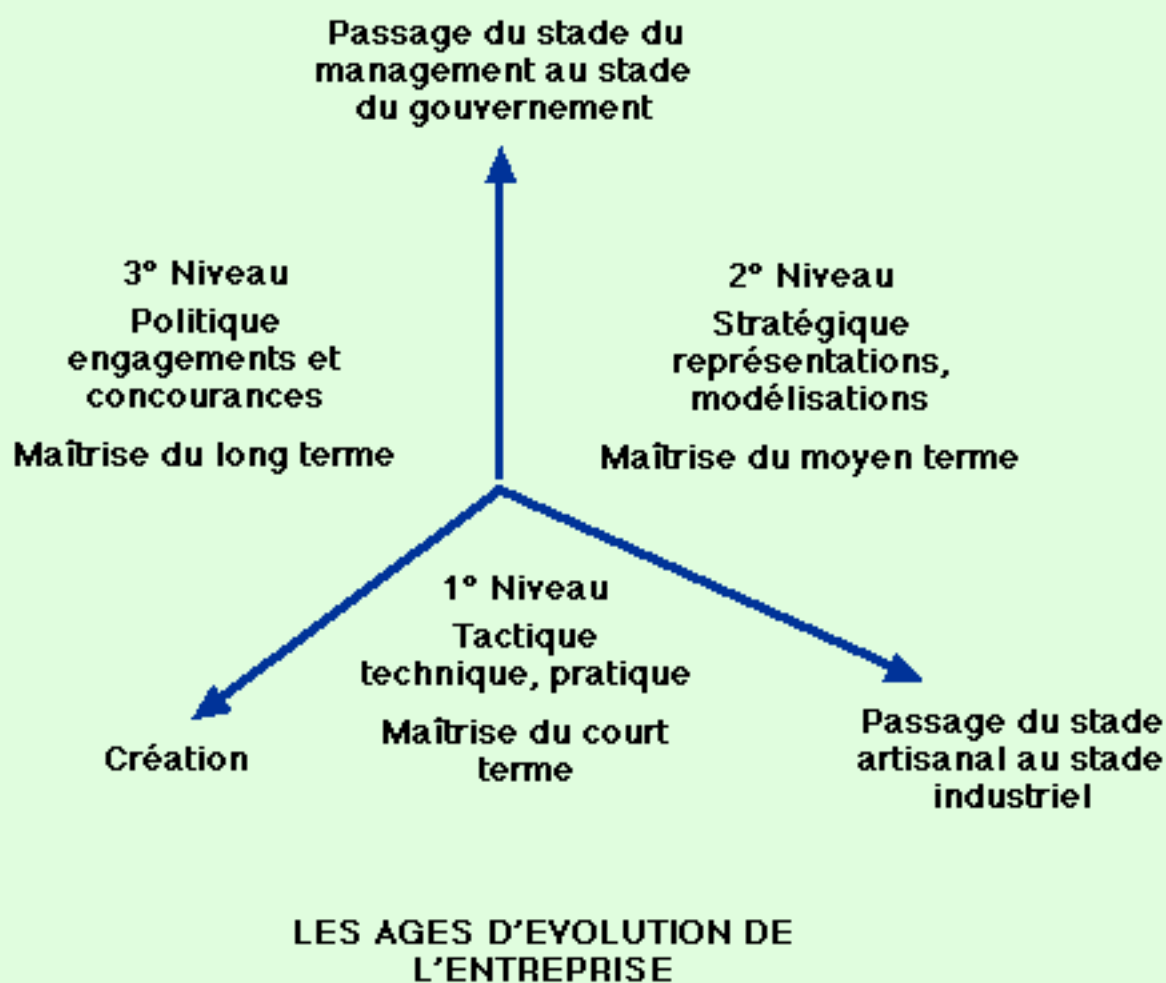 Passage du stade du
management au stade
du gouvernement
3° Niveau
Politique
engagements et
concourances
Maîtrise du long terme
2° Niveau
Stratégique
représentations,
modélisations
Maîtrise du moyen terme
1° Niveau
Tactique
technique, pratique
Maîtrise du court
terme
Création
Passage du stade
artisanal au stade
industriel
LES AGES D'EVOLUTION DE
L'ENTREPRISE